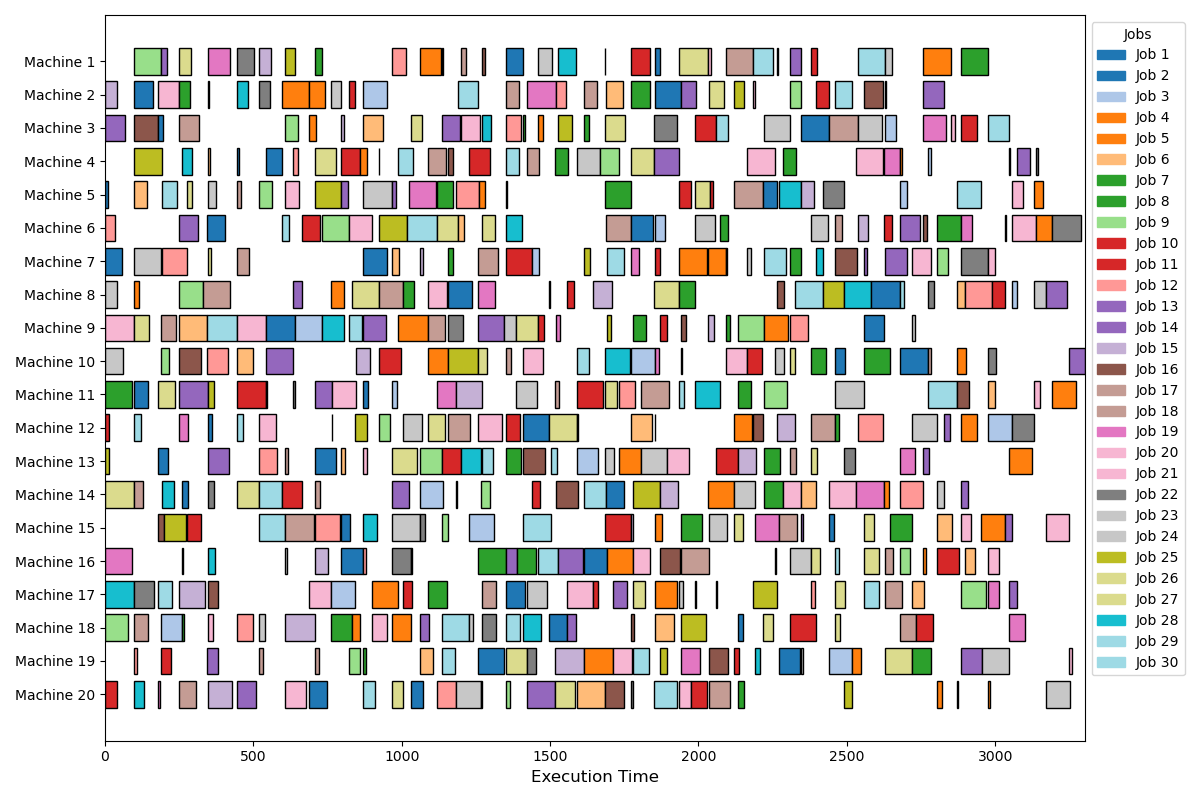 Machine 1
Machine 2
Machine 3
Machine 4
Machine 5
Machine 6
Machine 7
Machine 8
Machine 9
Machine 10
Machine 11
Machine 12
Machine 13
Machine 14
Machine 15
Machine 16
Machine 17
Machine 18
Machine 19
Machine 20
0 500 1000 1500 2000 2500 3000
Execution Time
Jobs
Job 1
Job 2
Job 3
Job 4
Job 5
Job 6
Job 7
Job 8
Job 9
Job 10
Job 11
Job 12
Job 13
Job 14
Job 15
Job 16
Job 17
Job 18
Job 19
Job 20
Job 21
Job 22
Job 23
Job 24
Job 25
Job 26
Job 27
Job 28
Job 29
Job 30